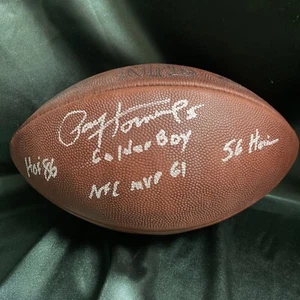 Paul Hornung 5
Golden Boy
Hof 86
56 Heis
NFL MVP 61